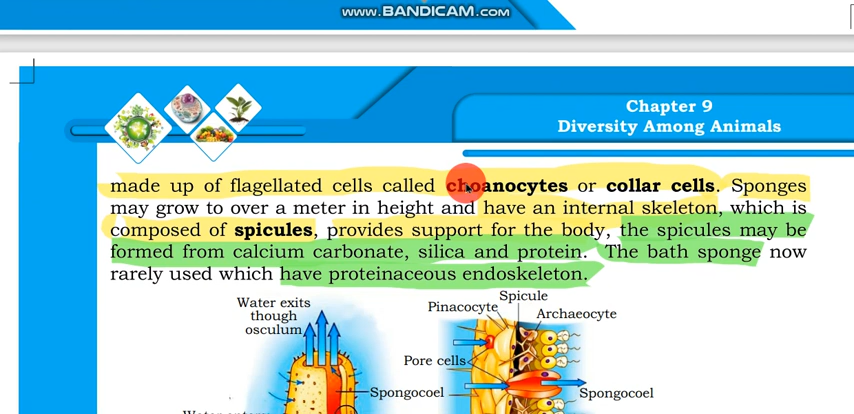 www.BANDICAM.com
Chapter 9
Diversity Among Animals
made up of flagellated cells called choanocytes or collar cells. Sponges
may grow to over a meter in height and have an internal skeleton, which is
composed of spicules, provides support for the body, the spicules may be
formed from calcium carbonate, silica and protein. The bath sponge now
rarely used which have proteinaceous endoskeleton.
Water exits
though
osculum
Spicule
Pinacocyte
Archaeocyte
Pore cells
Spongocoel
Spongocoel